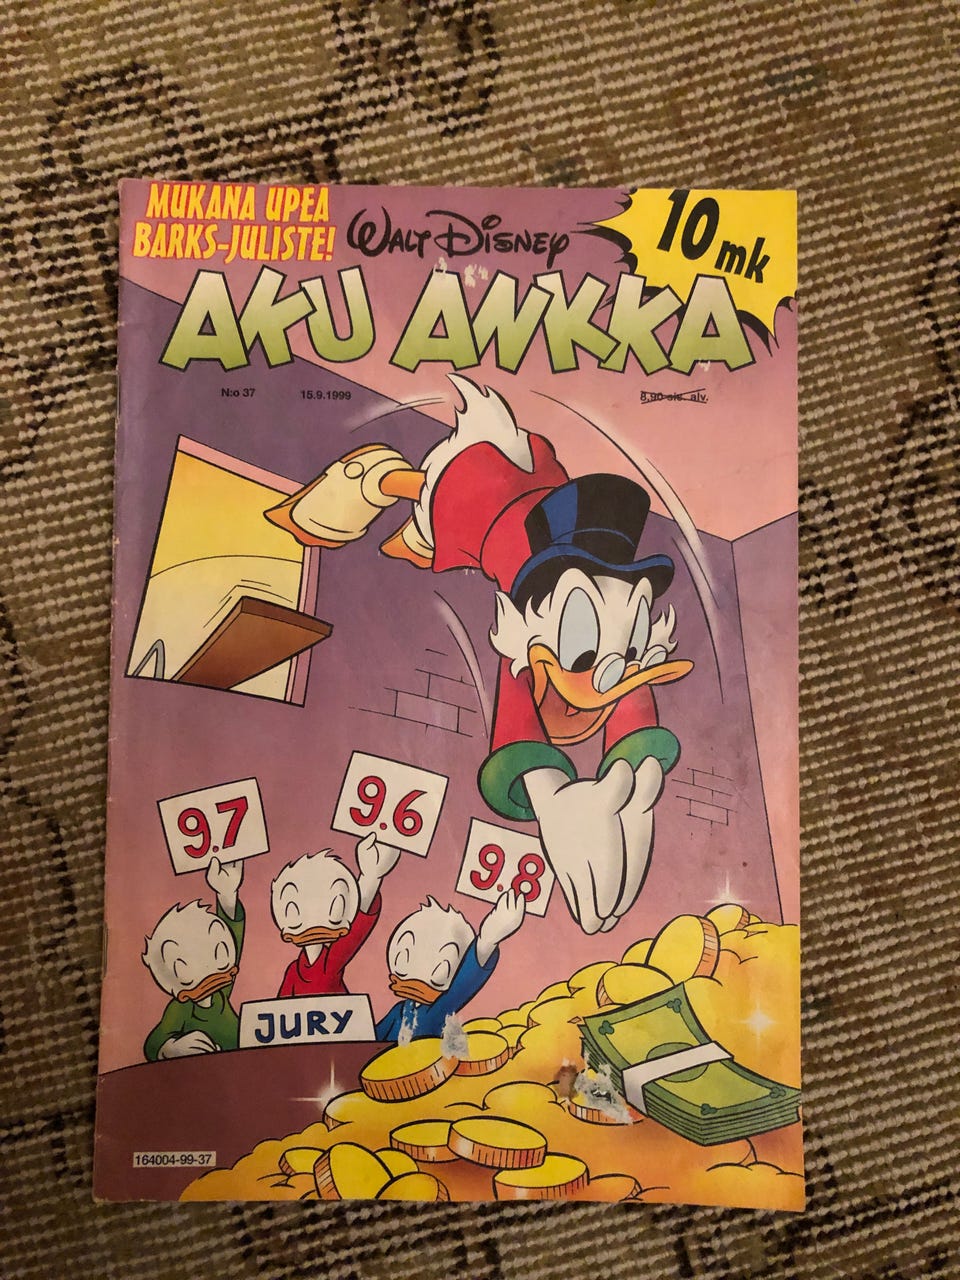 MUKANA UPEA
BARKS-JULISTE!
WALT DISNEY
10 mk
AKU ANKKA
N:o 37
15.9.1999
8,90 sis. alv.
9.7
9.6
9.8
JURY
164004-99-37